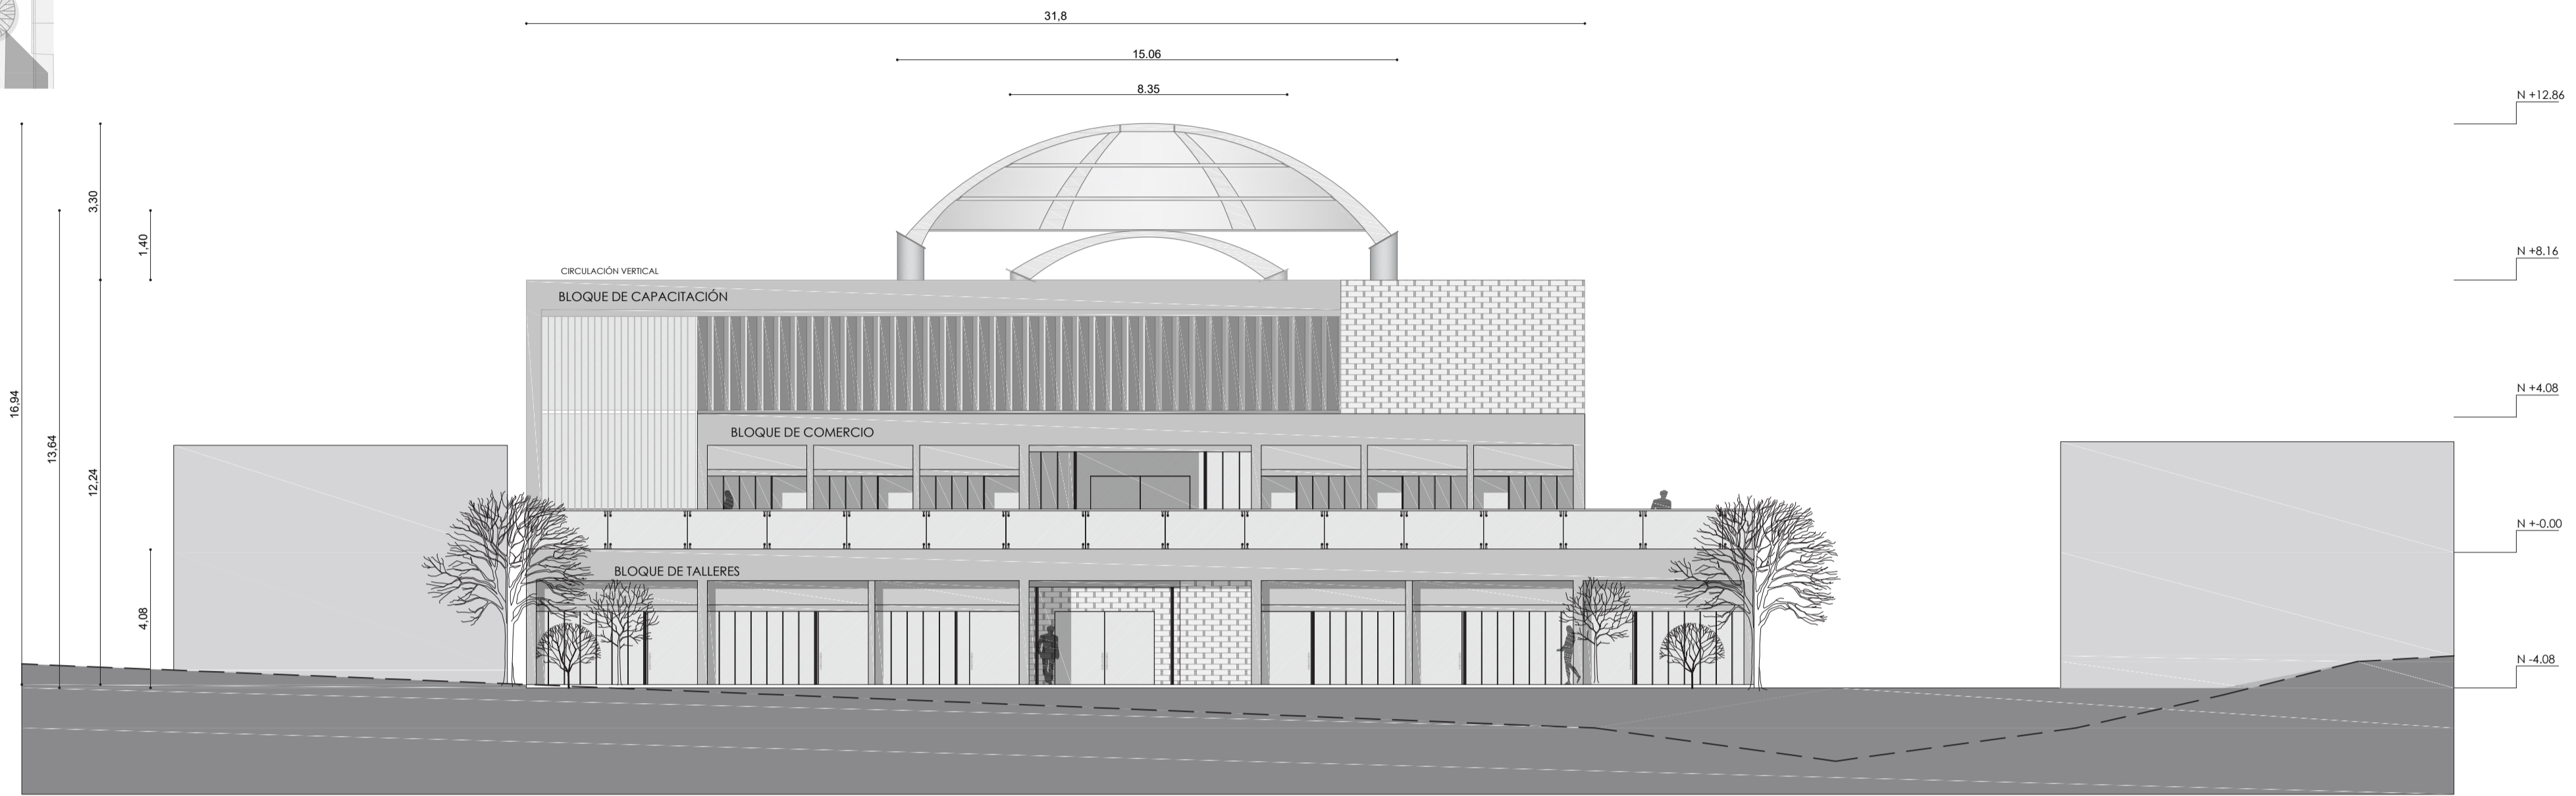 31,8
15.06
8.35
N +12.86
3,30
1,40
N +8.16
CIRCULACIÓN VERTICAL
BLOQUE DE CAPACITACIÓN
N +4.08
16,94
13,64
12,24
BLOQUE DE COMERCIO
N +-0.00
BLOQUE DE TALLERES
4,08
N -4.08